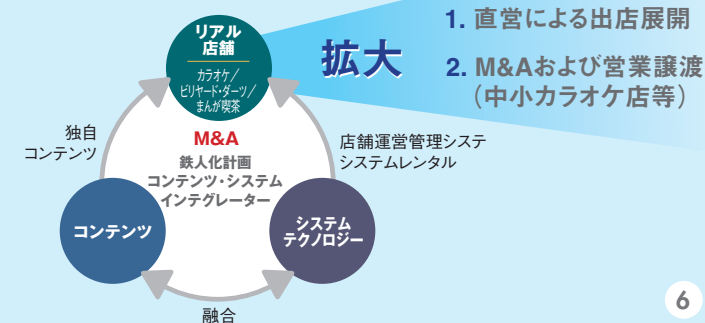 リアル
店舗
カラオケ／
ビリヤード・ダーツ／
まんが喫茶
拡大
1. 直営による出店展開
2. M&Aおよび営業譲渡
（中小カラオケ店等）
独自
コンテンツ
M&A
鉄人化計画
コンテンツ・システム
インテグレーター
店舗運営管理システ
システムレンタル
コンテンツ
システム
テクノロジー
融合
6